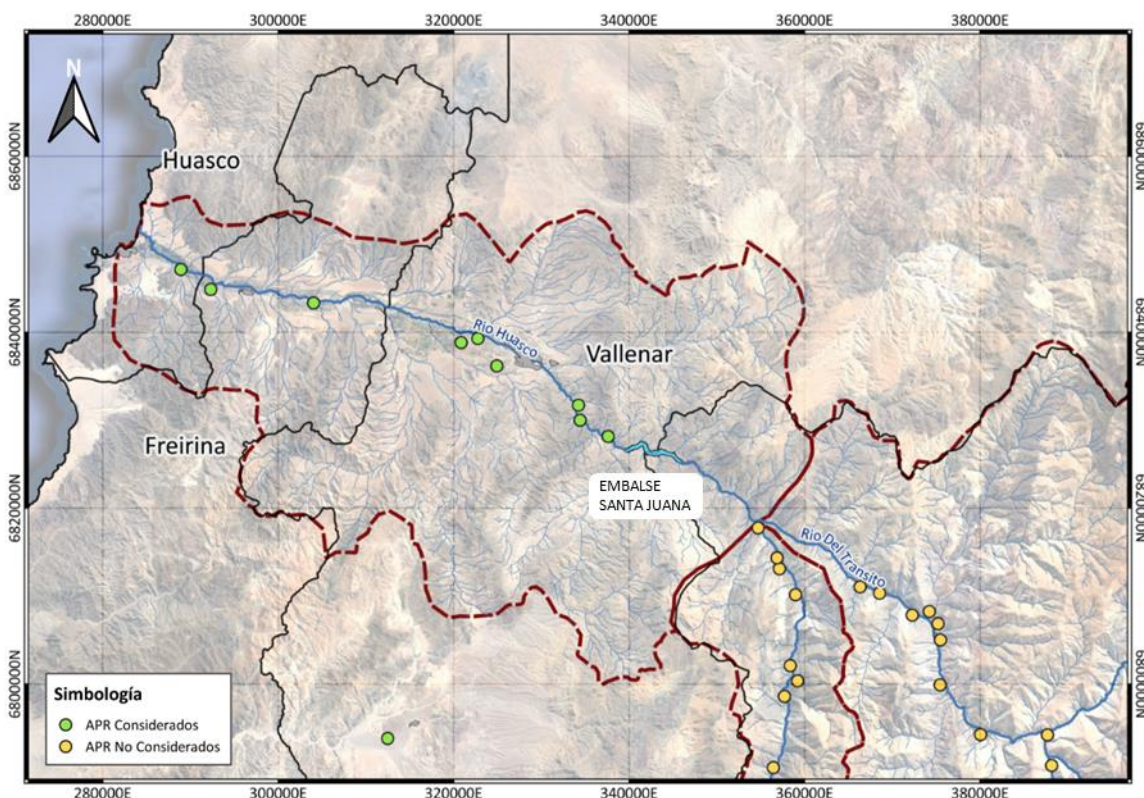 280000E 300000E 320000E 340000E 360000E 380000E
N
6860000N
6860000N
Huasco
6840000N
6840000N
Rio Huasco
Vallenar
Freirina
EMBALSE
SANTA JUANA
6820000N
6820000N
Rio Del Transito
6800000N
6800000N
Simbología
APR Considerados
APR No Considerados
280000E 300000E 320000E 340000E 360000E 380000E